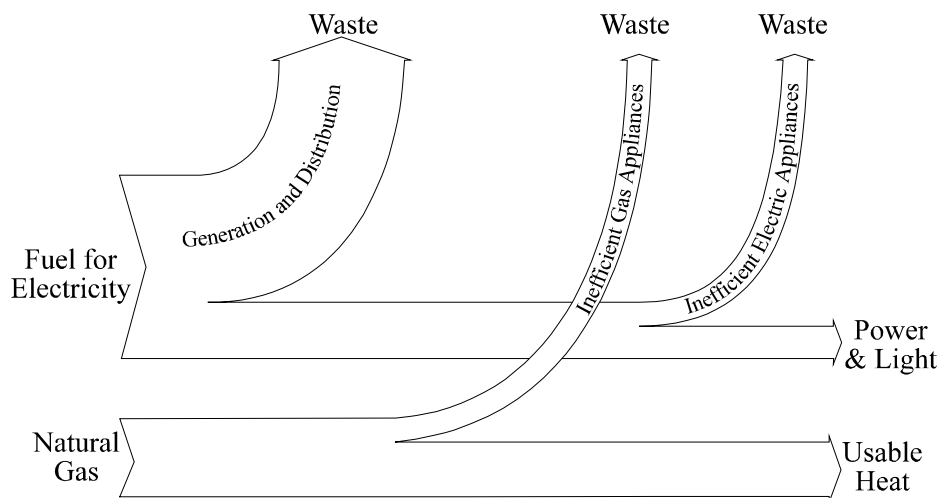 Waste
Waste
Waste
Generation and Distribution
Inefficient Gas Appliances
Inefficient Electric Appliances
Fuel for
Electricity
Power
& Light
Natural
Gas
Usable
Heat